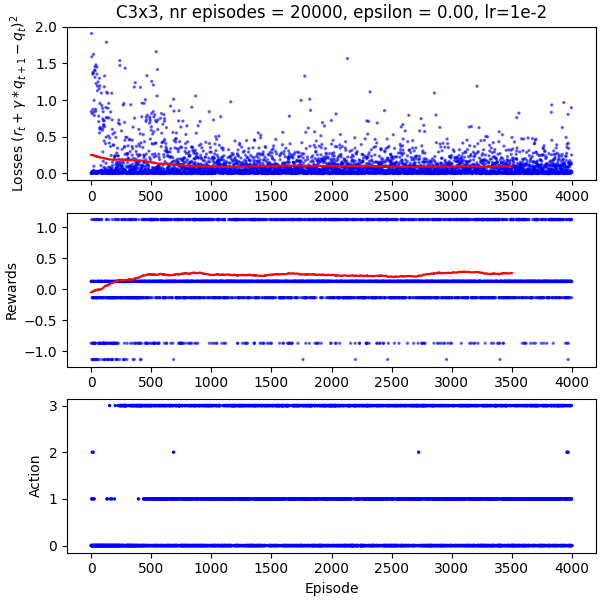 C3x3, nr episodes = 20000, epsilon = 0.00, lr=1e-2
Losses $(r_t + \gamma * q_{t+1} - q_t)^2$
2.0
1.5
1.0
0.5
0.0
0 500 1000 1500 2000 2500 3000 3500 4000
Rewards
1.0
0.5
0.0
−0.5
−1.0
0 500 1000 1500 2000 2500 3000 3500 4000
Action
3
2
1
0
0 500 1000 1500 2000 2500 3000 3500 4000
Episode